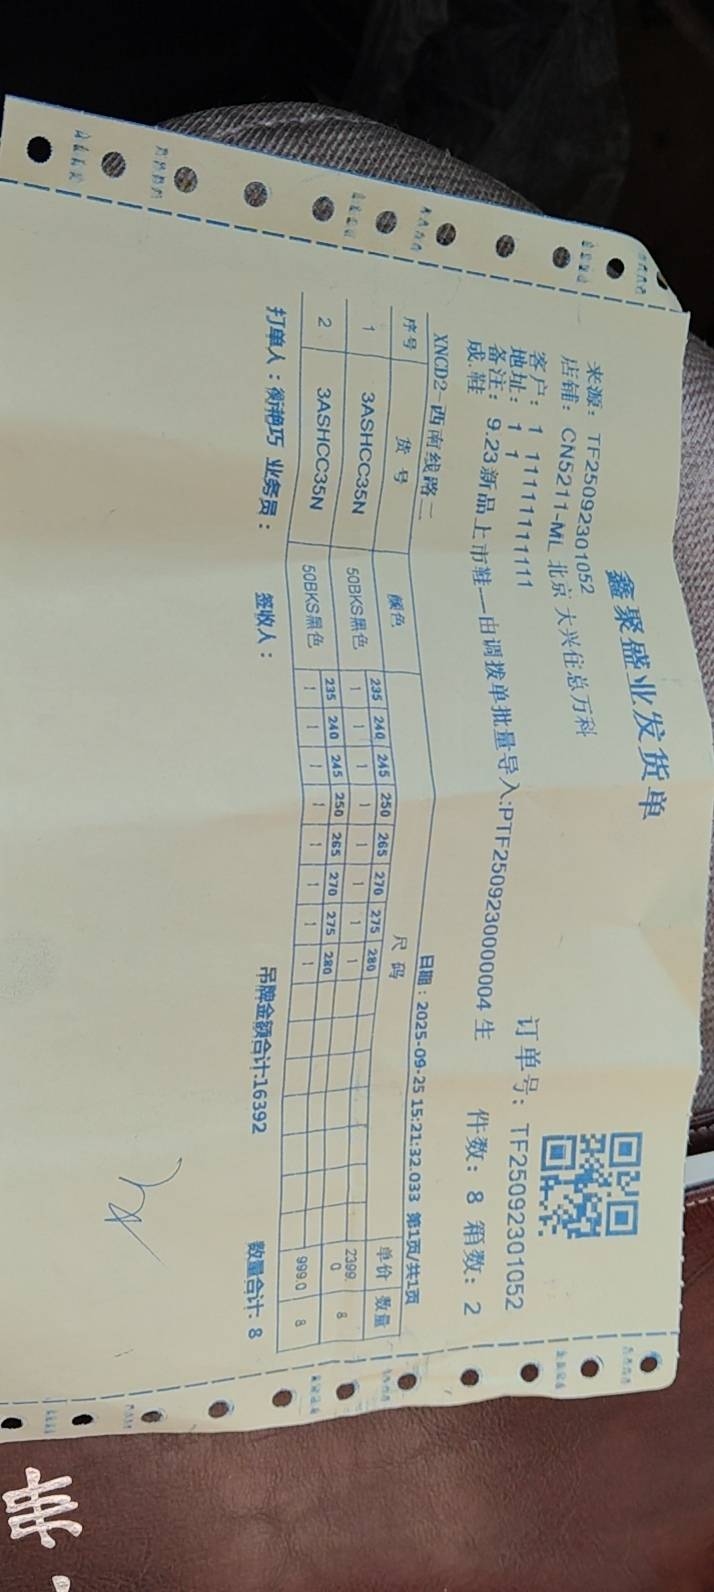 鑫聚盛业发货单
来源: TF25092301052
订单号: TF25092301052
店铺: CN5211-ML 北京 大兴住总万科
客户: 1 11111111111
地址: 1 1
备注: 9.23新品上市鞋—由调拨单批量导入:PTF2509230000004 生
成.鞋
件数: 8 箱数: 2
XNCD2-西南线路二
日期: 2025-09-25 15:21:32.033 第1页/共1页
序号 货 号 颜色 尺 码 单价 数量
235 240 245 250 265 270 275 280
1 3ASHCC35N 50BKS黑色 1 1 1 1 1 1 1 1 2399.0 8
235 240 245 250 265 270 275 280
2 3ASHCC35N 50BKS黑色 1 1 1 1 1 1 1 1 999.0 8
打单人: 衡艳巧 业务员: 签收人: 吊牌金额合计:16392 数量合计: 8